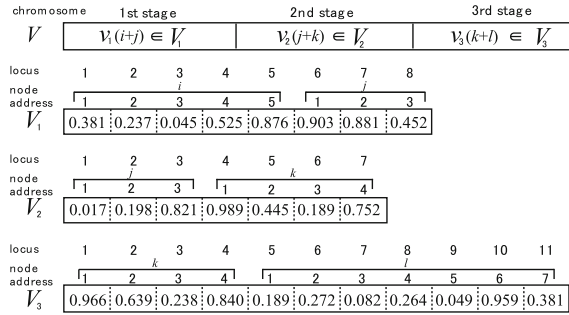 chromosome 1st stage 2nd stage 3rd stage
V v₁(i+j) ∈ V₁ v₂(j+k) ∈ V₂ v₃(k+l) ∈ V₃
locus 1 2 3 4 5 6 7 8
i j
node address 1 2 3 4 5 1 2 3
V₁ 0.381 0.237 0.045 0.525 0.876 0.903 0.881 0.452
locus 1 2 3 4 5 6 7
j k
node address 1 2 3 1 2 3 4
V₂ 0.017 0.198 0.821 0.989 0.445 0.189 0.752
locus 1 2 3 4 5 6 7 8 9 10 11
k l
node address 1 2 3 4 1 2 3 4 5 6 7
V₃ 0.966 0.639 0.238 0.840 0.189 0.272 0.082 0.264 0.049 0.959 0.381